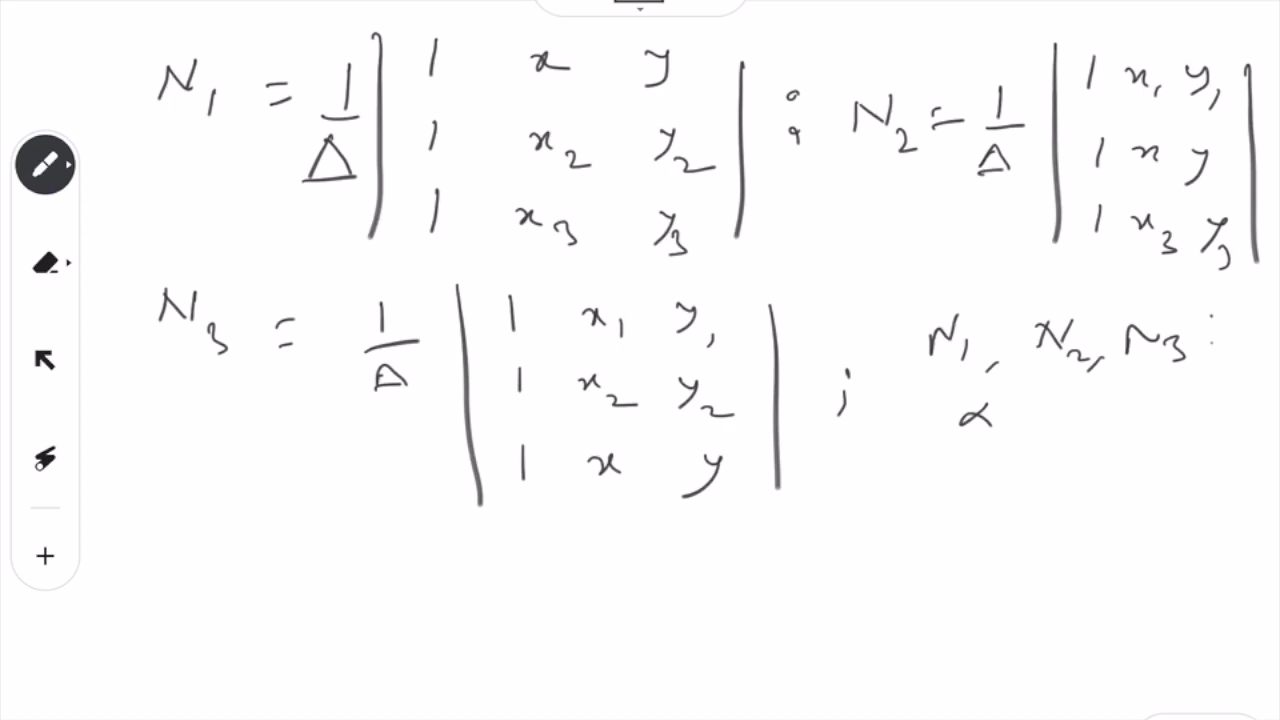 N₁ = 1/Δ | 1 x y | ; N₂ = 1/Δ | 1 x₁ y₁ |
| 1 x₂ y₂ | | 1 x y |
| 1 x₃ y₃ | | 1 x₃ y₃ |
N₃ = 1/Δ | 1 x₁ y₁ | ; N₁, N₂, N₃ :
| 1 x₂ y₂ | α
| 1 x y |